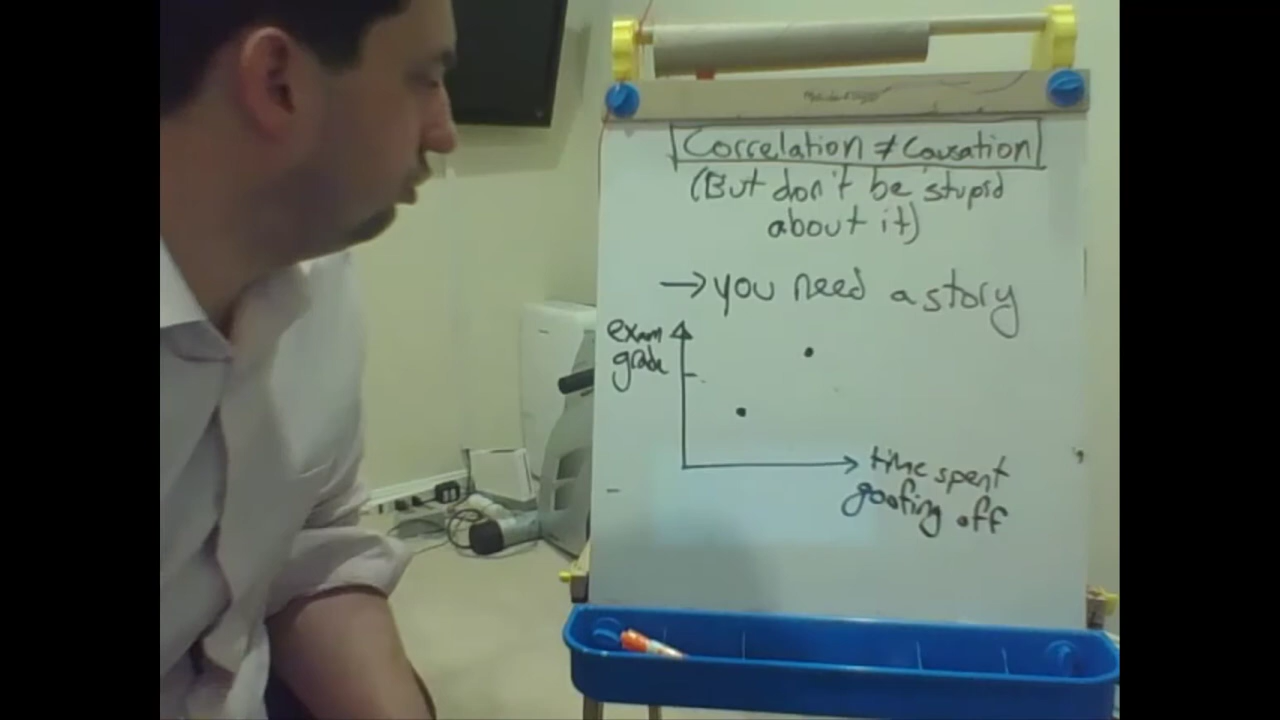 Correlation ≠ Causation
(But don't be stupid
about it)
→ you need a story
exam
grade
time spent
goofing off